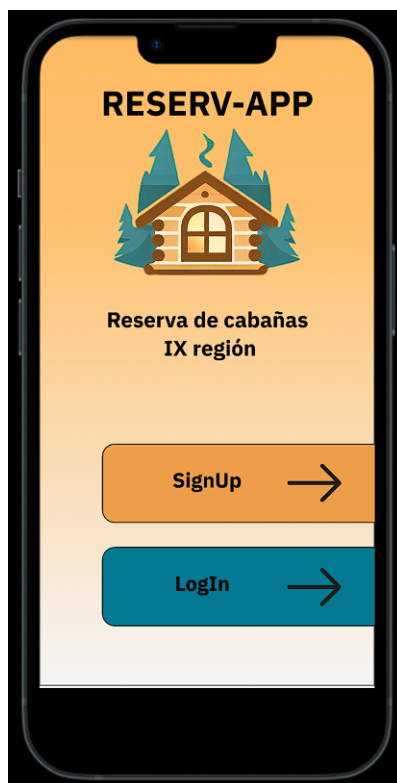 RESERV-APP
Reserva de cabañas
IX región
SignUp
LogIn